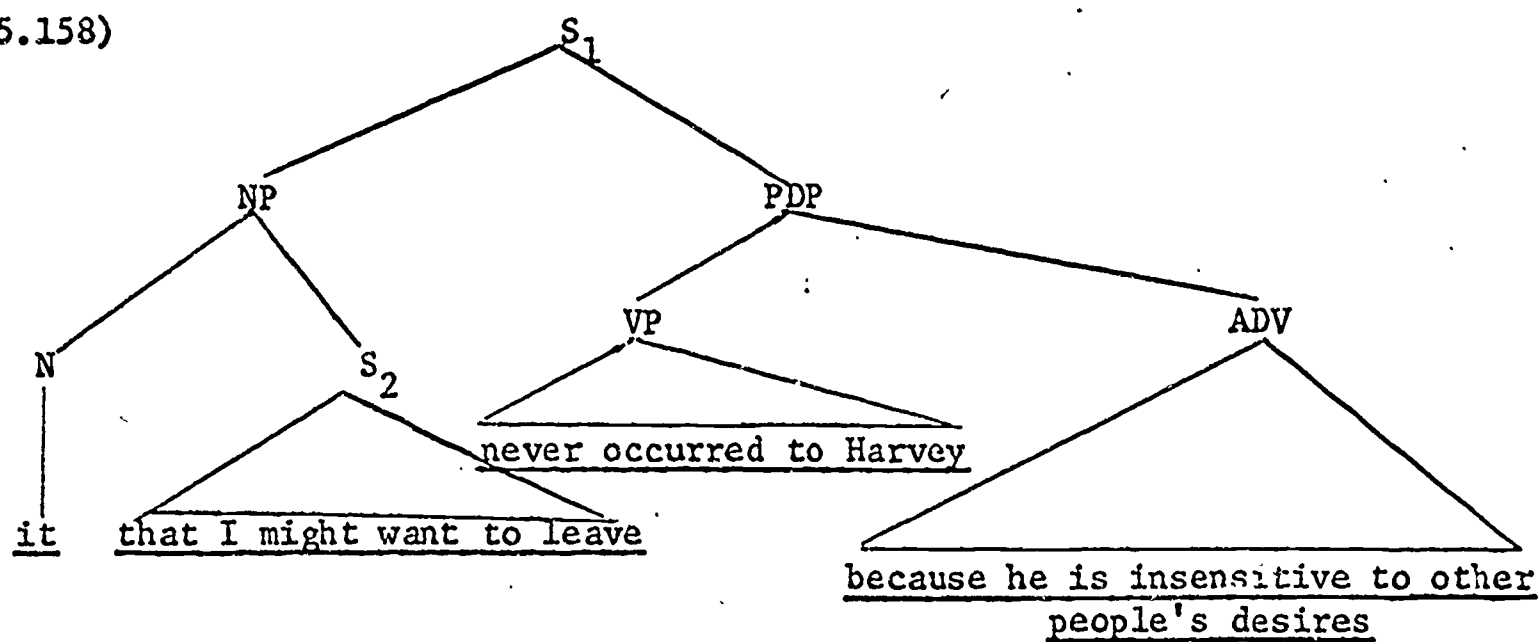 5.158)
S1
NP PDP
VP ADV
N S2
never occurred to Harvey
it that I might want to leave
because he is insensitive to other
people's desires